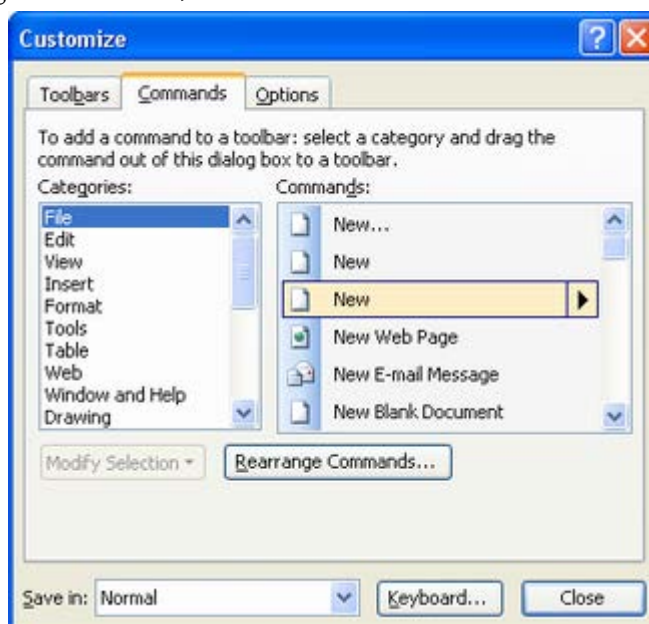 Customize
Toolbars Commands Options
To add a command to a toolbar: select a category and drag the
command out of this dialog box to a toolbar.
Categories: Commands:
File
Edit
View
Insert
Format
Tools
Table
Web
Window and Help
Drawing
New...
New
New
New Web Page
New E-mail Message
New Blank Document
Modify Selection
Rearrange Commands...
Save in: Normal Keyboard... Close